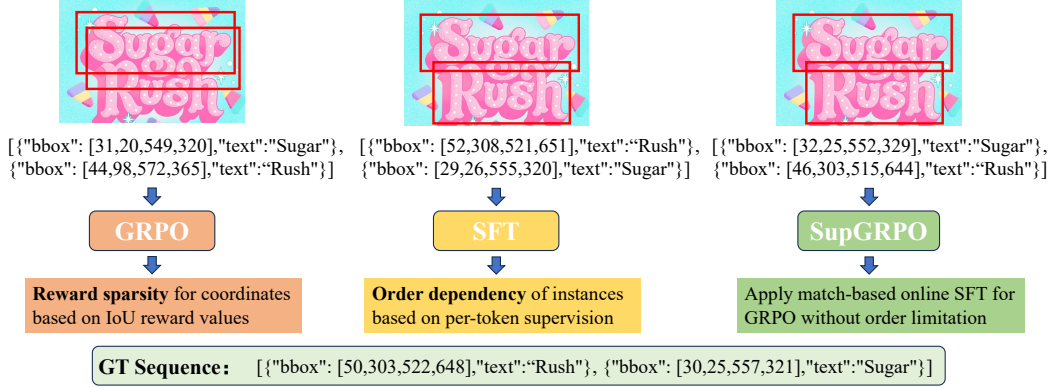 Sugar
on
Rush
Sugar
on
Rush
Sugar
on
Rush
[{"bbox": [31,20,549,320],"text":"Sugar"},
{"bbox": [44,98,572,365],"text":“Rush"}]
[{"bbox": [52,308,521,651],"text":“Rush"},
{"bbox": [29,26,555,320],"text":"Sugar"}]
[{"bbox": [32,25,552,329],"text":"Sugar"},
{"bbox": [46,303,515,644],"text":“Rush"}]
GRPO
SFT
SupGRPO
Reward sparsity for coordinates
based on IoU reward values
Order dependency of instances
based on per-token supervision
Apply match-based online SFT for
GRPO without order limitation
GT Sequence: [{"bbox": [50,303,522,648],"text":“Rush"}, {"bbox": [30,25,557,321],"text":"Sugar"}]